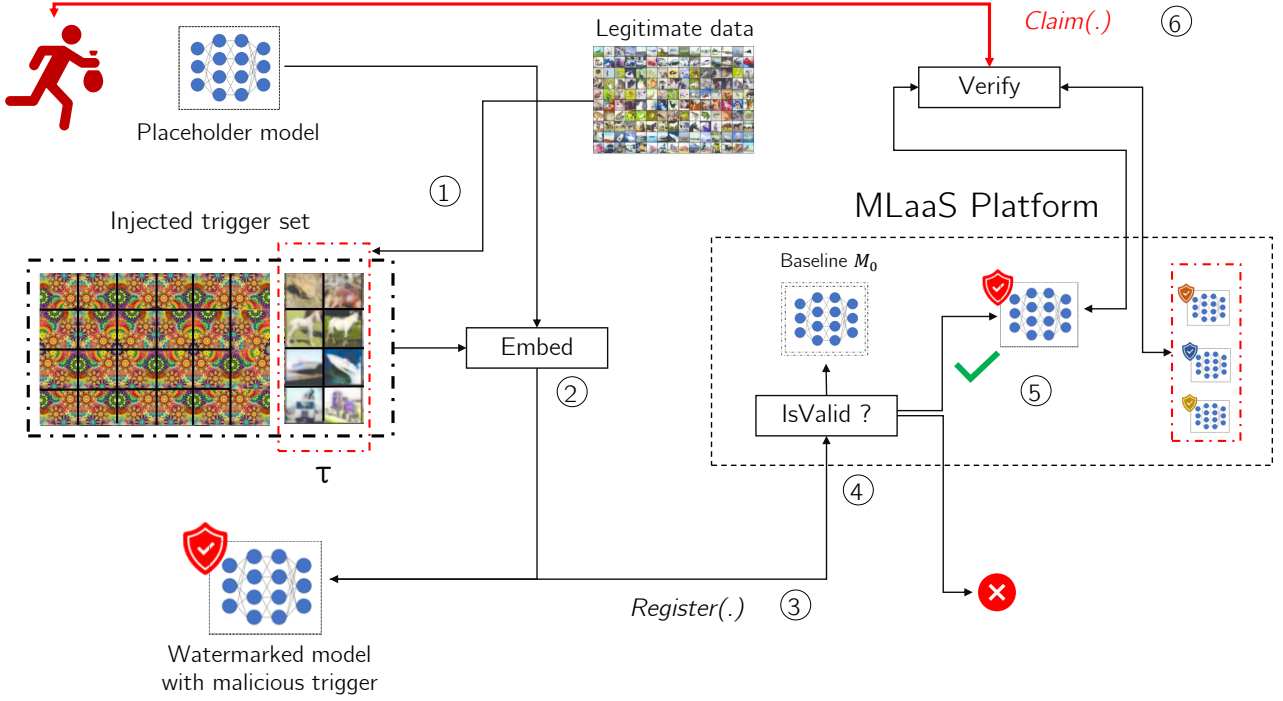 Claim(.)
⑥
Legitimate data
Verify
Placeholder model
①
MLaaS Platform
Injected trigger set
Baseline M₀
Embed
②
⑤
IsValid ?
τ
④
Register(.)
③
Watermarked model
with malicious trigger